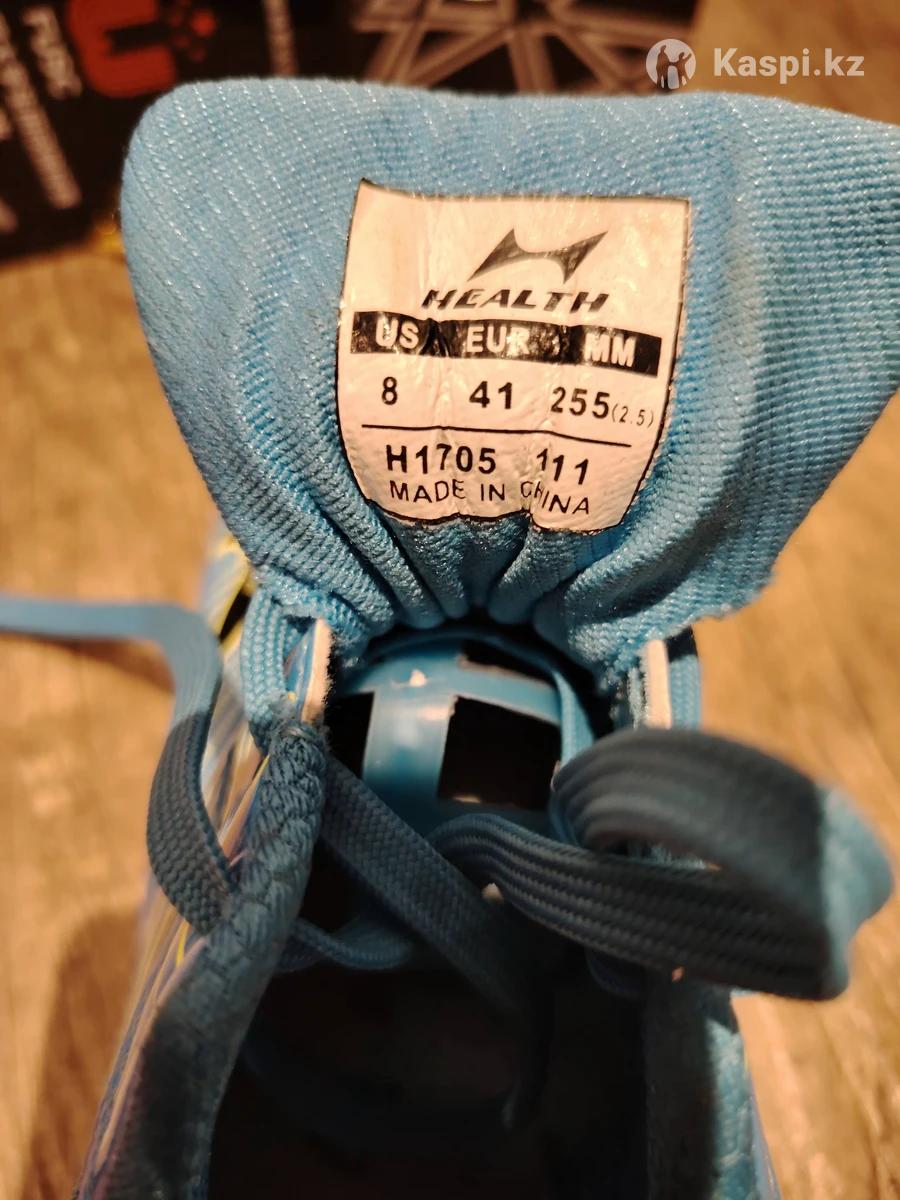 Kaspi.kz
HEALTH
US EUR MM
8 41 255(2.5)
H1705 111
MADE IN CHINA